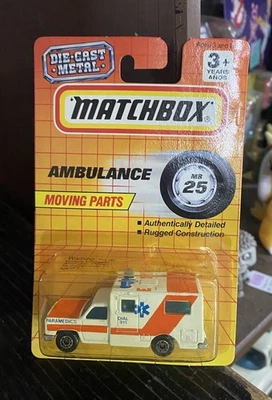 DIE-CAST
METAL
3+
YEARS
AÑOS
MATCHBOX®
AMBULANCE
MB
25
MOVING PARTS
• Authentically Detailed
• Rugged Construction
PARAMEDICS
DIAL
911